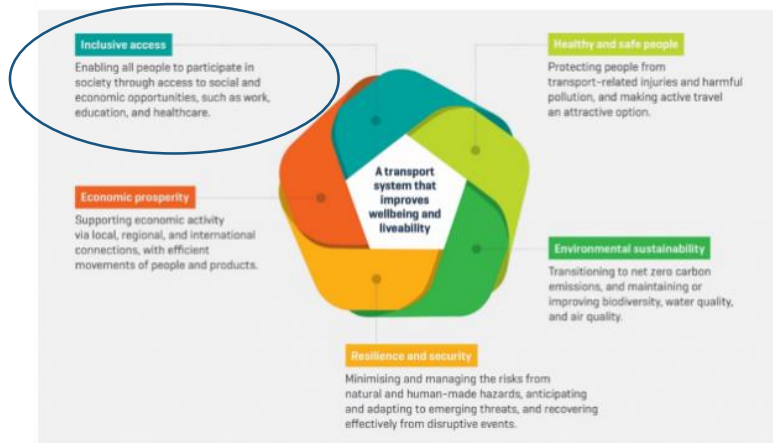 Inclusive access
Enabling all people to participate in
society through access to social and
economic opportunities, such as work,
education, and healthcare.
Healthy and safe people
Protecting people from
transport-related injuries and harmful
pollution, and making active travel
an attractive option.
A transport
system that
improves
wellbeing and
liveability
Economic prosperity
Supporting economic activity
via local, regional, and international
connections, with efficient
movements of people and products.
Environmental sustainability
Transitioning to net zero carbon
emissions, and maintaining or
improving biodiversity, water quality,
and air quality.
Resilience and security
Minimising and managing the risks from
natural and human-made hazards, anticipating
and adapting to emerging threats, and recovering
effectively from disruptive events.